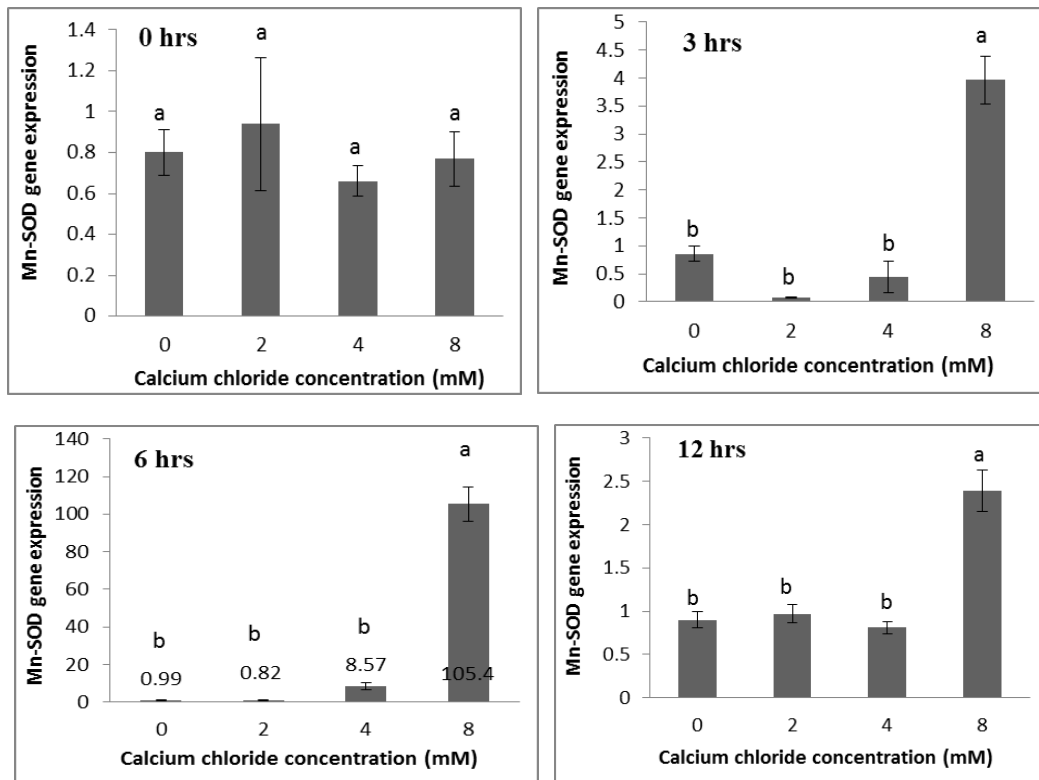 0 hrs
Mn-SOD gene expression
1.4
1.2
1
0.8
0.6
0.4
0.2
0
a
a
a
a
0 2 4 8
Calcium chloride concentration (mM)
3 hrs
Mn-SOD gene expression
5
4.5
4
3.5
3
2.5
2
1.5
1
0.5
0
b
b
b
a
0 2 4 8
Calcium chloride concentration (mM)
6 hrs
Mn-SOD gene expression
140
120
100
80
60
40
20
0
b
b
b
a
0.99 0.82 8.57 105.4
0 2 4 8
Calcium chloride concentration (mM)
12 hrs
Mn-SOD gene expression
3
2.5
2
1.5
1
0.5
0
b
b
b
a
0 2 4 8
Calcium chloride concentration (mM)